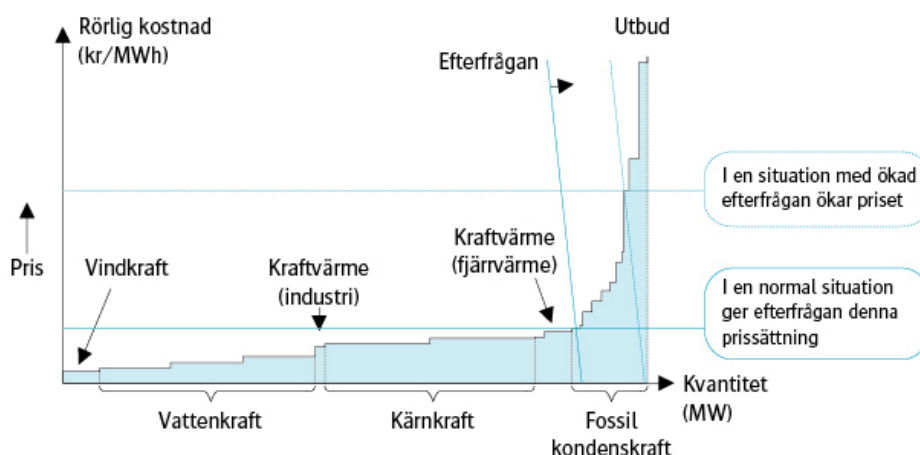 Rörlig kostnad
(kr/MWh)
Utbud
Efterfrågan
I en situation med ökad
efterfrågan ökar priset
Pris
Vindkraft
Kraftvärme
(industri)
Kraftvärme
(fjärrvärme)
I en normal situation
ger efterfrågan denna
prissättning
Kvantitet
(MW)
Vattenkraft
Kärnkraft
Fossil
kondenskraft